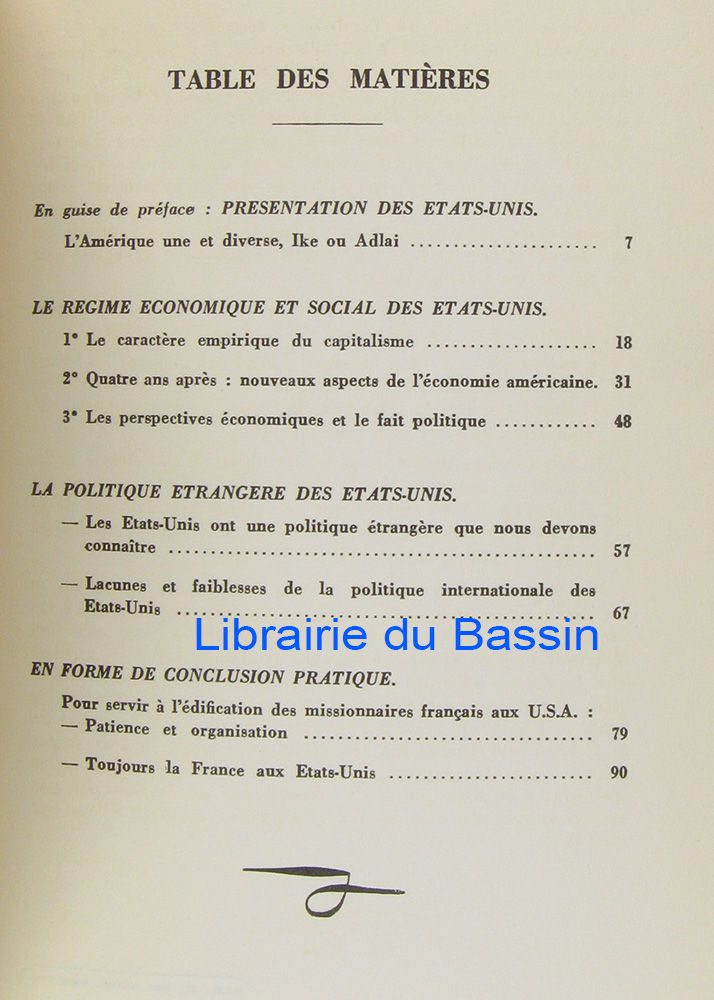 TABLE DES MATIÈRES
En guise de préface : PRESENTATION DES ETATS-UNIS.
L'Amérique une et diverse, Ike ou Adlai ...................... 7
LE REGIME ECONOMIQUE ET SOCIAL DES ETATS-UNIS.
1° Le caractère empirique du capitalisme .................... 18
2° Quatre ans après : nouveaux aspects de l'économie américaine. 31
3° Les perspectives économiques et le fait politique ............ 48
LA POLITIQUE ETRANGERE DES ETATS-UNIS.
— Les Etats-Unis ont une politique étrangère que nous devons
connaître .................................................. 57
— Lacunes et faiblesses de la politique internationale des
Etats-Unis ................................................. 67
Librairie du Bassin
EN FORME DE CONCLUSION PRATIQUE.
Pour servir à l'édification des missionnaires français aux U.S.A. :
— Patience et organisation .................................. 79
— Toujours la France aux Etats-Unis ........................ 90